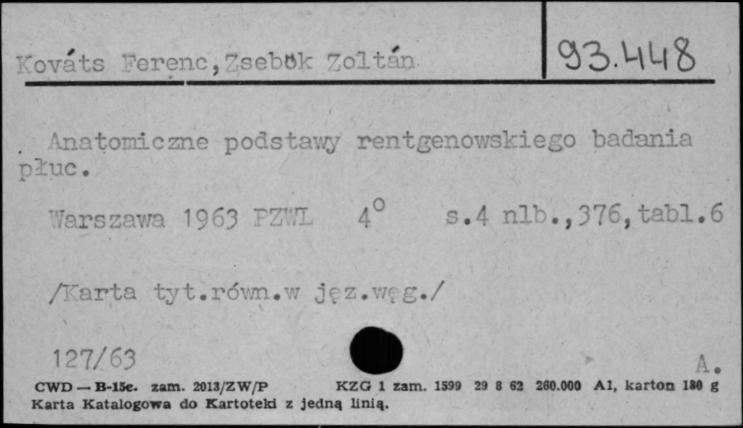 Kováts Ferenc, Zsebök Zoltán
93.448
Anatomiczne podstawy rentgenowskiego badania
płuc.
Warszawa 1963 PZWL 4° s.4 nlb., 376, tabl.6
/Karta tyt.równ.w jęz.węg./
127/63
A.
CWD — B-15c. zam. 2013/ZW/P KZG 1 zam. 1599 29 8 62 260.000 A1, karton 180 g
Karta Katalogowa do Kartoteki z jedną linią.